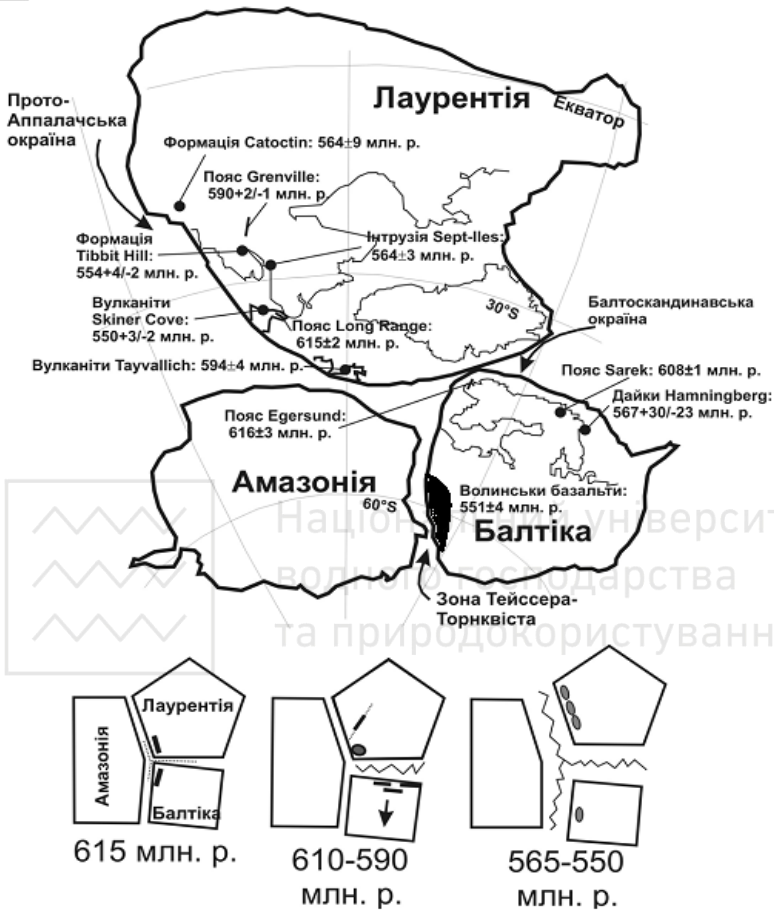 Лаурентія
Екватор
Прото-
Аппалачська
окраїна
Формація Catoctin: 564±9 млн. р.
Пояс Grenville:
590+2/-1 млн. р.
Формація
Tibbit Hill:
554+4/-2 млн. р.
Інтрузія Sept-Iles:
564±3 млн. р.
Вулканіти
Skiner Cove:
550+3/-2 млн. р.
30°S
Пояс Long Range:
615±2 млн. р.
Балтоскандинавська
окраїна
Вулканіти Tayvallich: 594±4 млн. р.
Пояс Sarek: 608±1 млн. р.
Дайки Hamningberg:
567+30/-23 млн. р.
Пояс Egersund:
616±3 млн. р.
Амазонія
60°S
Волинськи базальти:
551±4 млн. р.
Балтіка
Націон університ
водного господарства
та природокористуванн
Зона Тейссера-
Торнквіста
Лаурентія
Амазонія
Балтіка
615 млн. р.
610-590
млн. р.
565-550
млн. р.